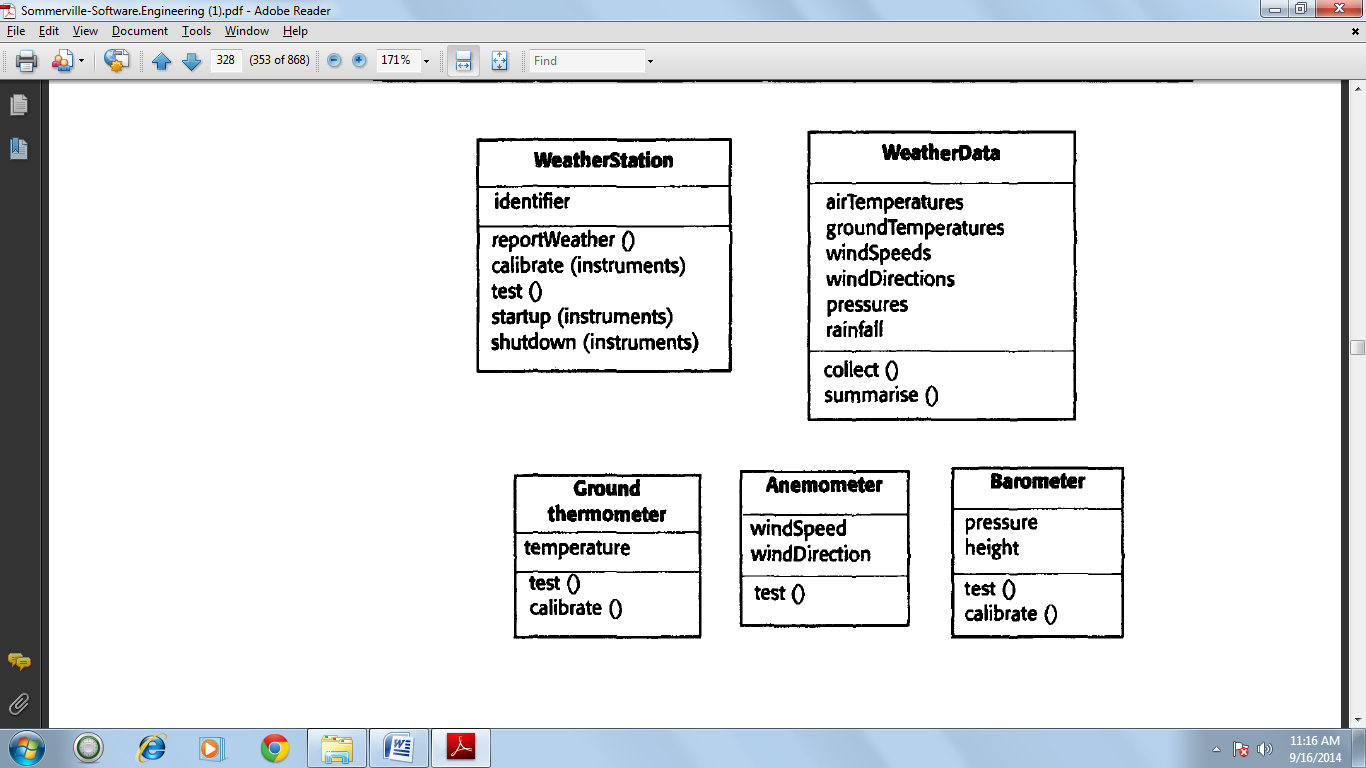 Sommerville-Software.Engineering (1).pdf - Adobe Reader
File Edit View Document Tools Window Help
328 (353 of 868) 171% Find
WeatherStation
identifier
reportWeather ()
calibrate (instruments)
test ()
startup (instruments)
shutdown (instruments)
WeatherData
airTemperatures
groundTemperatures
windSpeeds
windDirections
pressures
rainfall
collect ()
summarise ()
Ground
thermometer
temperature
test ()
calibrate ()
Anemometer
windSpeed
windDirection
test ()
Barometer
pressure
height
test ()
calibrate ()
11:16 AM
9/16/2014